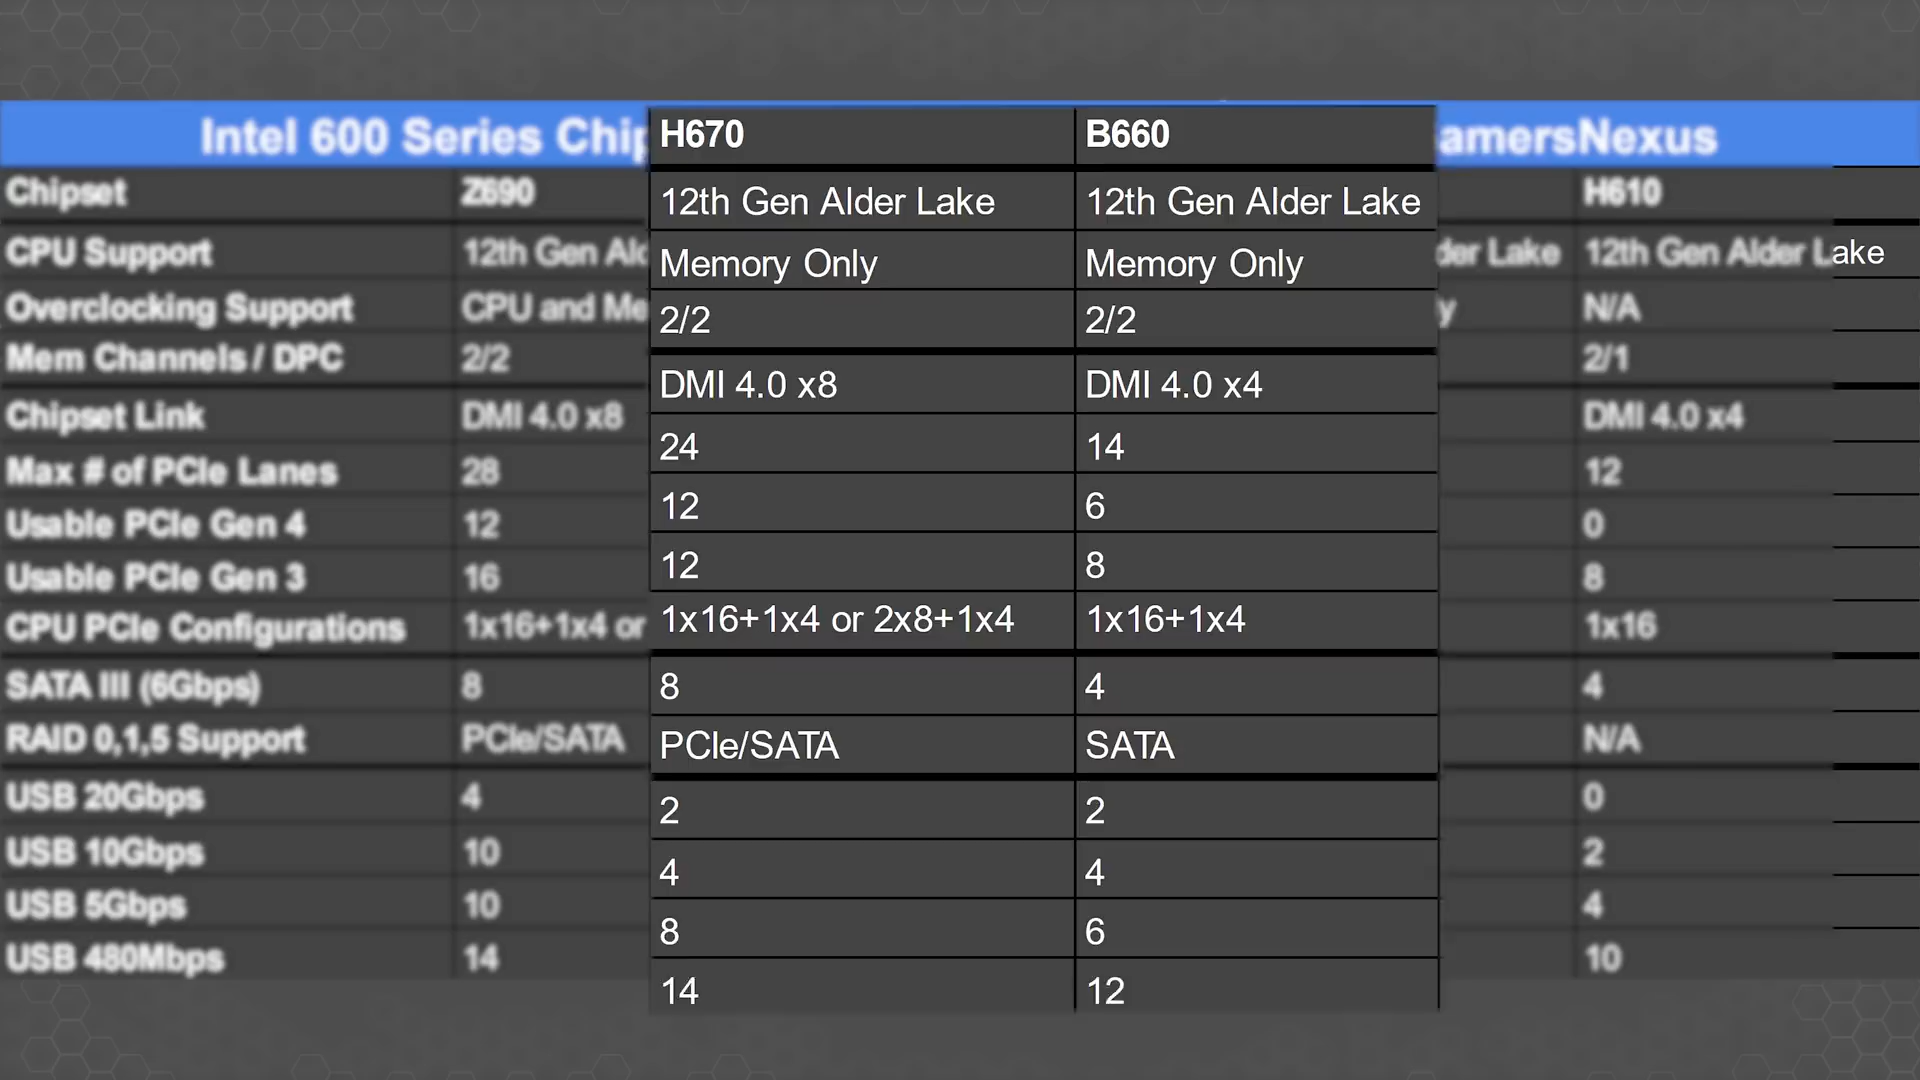 Intel 600 Series Chip amersNexus
Chipset Z690 H670 B660 H610
CPU Support 12th Gen Ald 12th Gen Alder Lake 12th Gen Alder Lake der Lake 12th Gen Alder Lake
Overclocking Support CPU and Me Memory Only Memory Only y N/A
Mem Channels / DPC 2/2 2/2 2/2 2/1
Chipset Link DMI 4.0 x8 DMI 4.0 x8 DMI 4.0 x4 DMI 4.0 x4
Max # of PCIe Lanes 28 24 14 12
Usable PCIe Gen 4 12 12 6 0
Usable PCIe Gen 3 16 12 8 8
CPU PCIe Configurations 1x16+1x4 or 1x16+1x4 or 2x8+1x4 1x16+1x4 1x16
SATA III (6Gbps) 8 8 4 4
RAID 0,1,5 Support PCIe/SATA PCIe/SATA SATA N/A
USB 20Gbps 4 2 2 0
USB 10Gbps 10 4 4 2
USB 5Gbps 10 8 6 4
USB 480Mbps 14 14 12 10